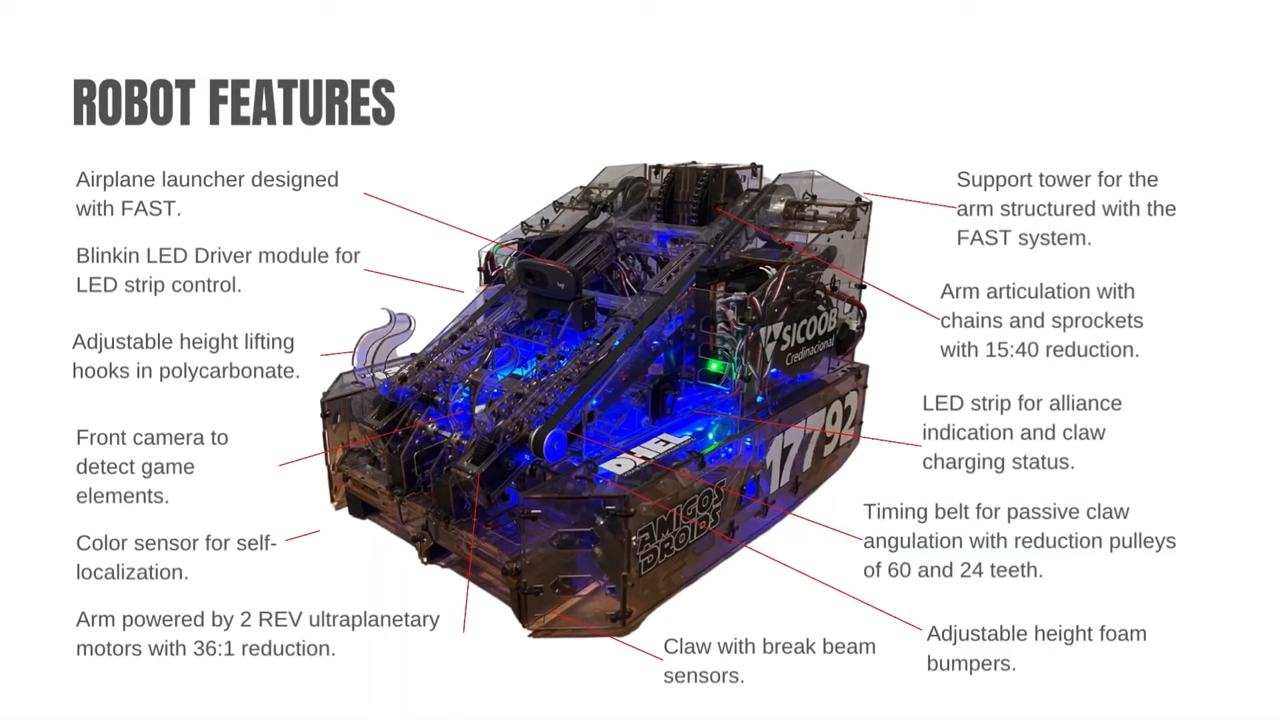 ROBOT FEATURES
Airplane launcher designed
with FAST.
Blinkin LED Driver module for
LED strip control.
Adjustable height lifting
hooks in polycarbonate.
Front camera to
detect game
elements.
Color sensor for self-
localization.
Arm powered by 2 REV ultraplanetary
motors with 36:1 reduction.
Support tower for the
arm structured with the
FAST system.
Arm articulation with
chains and sprockets
with 15:40 reduction.
LED strip for alliance
indication and claw
charging status.
Timing belt for passive claw
angulation with reduction pulleys
of 60 and 24 teeth.
Adjustable height foam
bumpers.
Claw with break beam
sensors.
SICOOB
Credinacional
17792
DHEL
AMIGOS
DROIDS